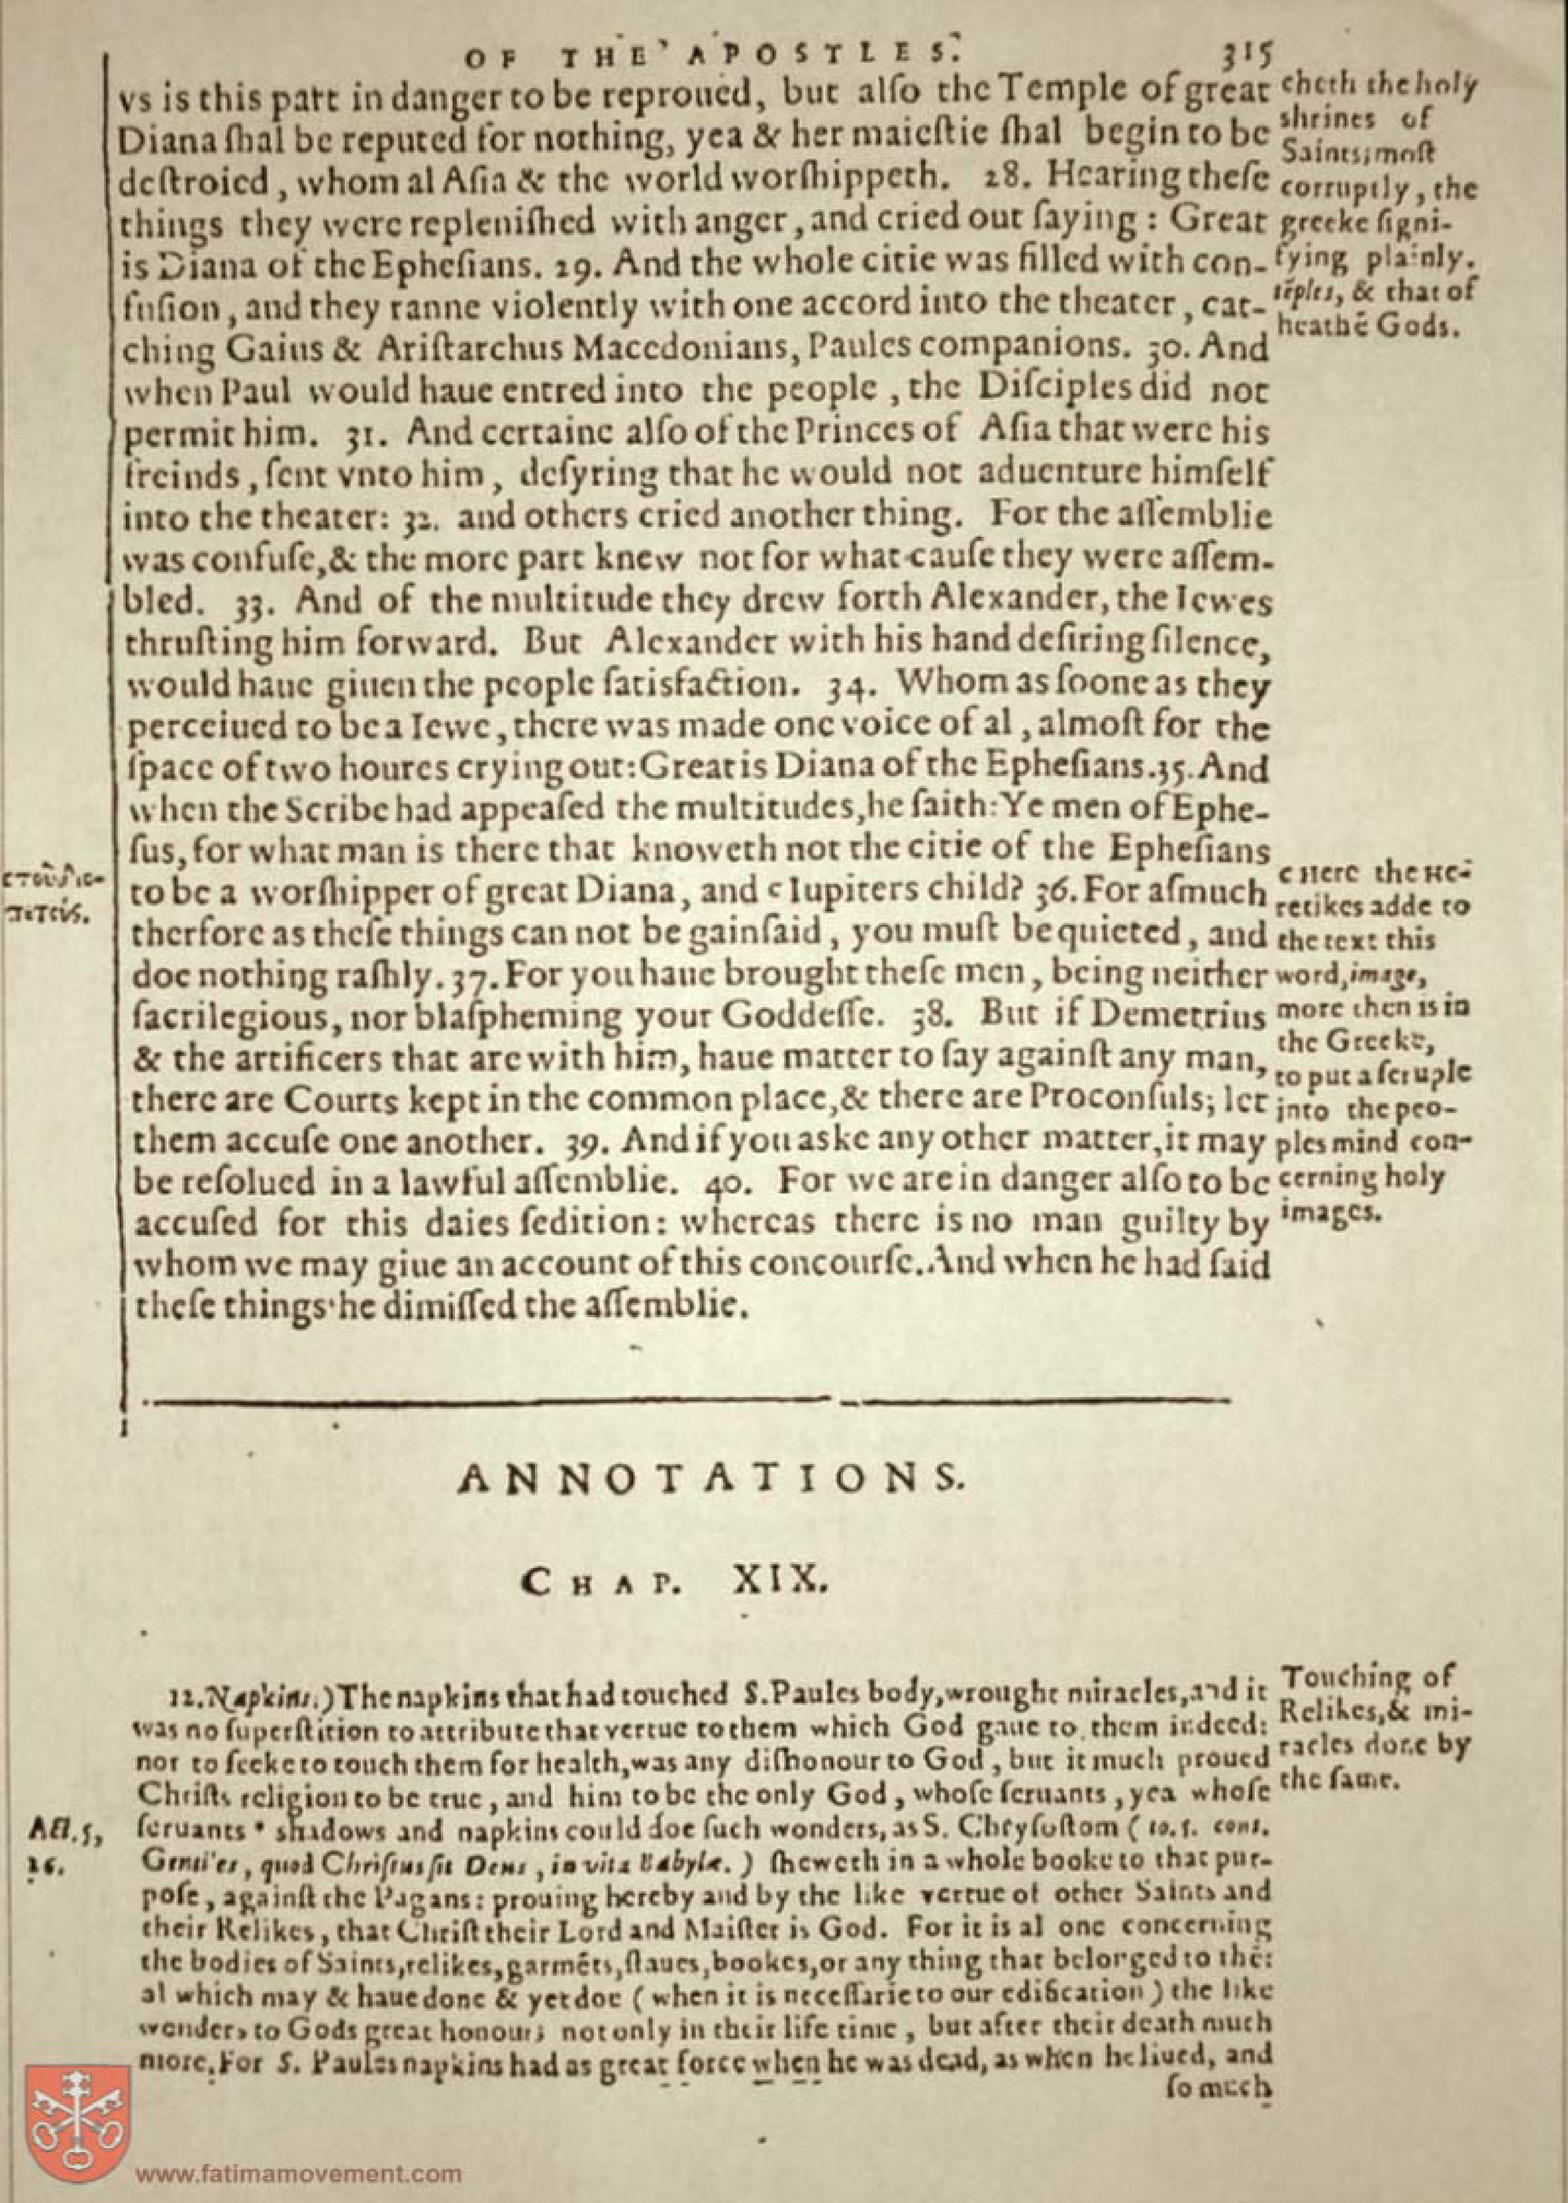 OF THE APOSTLES.
315
vs is this part in danger to be reproued, but alſo the Temple of great
Diana ſhal be reputed for nothing, yea & her maieſtie ſhal begin to be
deſtroied, whom al Aſia & the world worſhippeth. 28. Hearing theſe
things they were repleniſhed with anger, and cried out ſaying: Great
is Diana of the Epheſians. 29. And the whole citie was filled with con-
fuſion, and they ranne violently with one accord into the theater, cat-
ching Gaius & Ariſtarchus Macedonians, Paules companions. 30. And
when Paul would haue entred into the people, the Diſciples did not
permit him. 31. And certaine alſo of the Princes of Aſia that were his
freinds, ſent vnto him, deſyring that he would not aduenture himſelf
into the theater: 32. and others cried another thing. For the aſſemblie
was confuſe, & the more part knew not for what cauſe they were aſſem-
bled. 33. And of the multitude they drew forth Alexander, the Iewes
thruſting him forward. But Alexander with his hand deſiring ſilence,
would haue giuen the people ſatisfaction. 34. Whom as ſoone as they
perceiued to be a Iewe, there was made one voice of al, almoſt for the
ſpace of two houres crying out: Great is Diana of the Epheſians. 35. And
when the Scribe had appeaſed the multitudes, he ſaith: Ye men of Ephe-
ſus, for what man is there that knoweth not the citie of the Epheſians
to be a worſhipper of great Diana, and c Iupiters child? 36. For aſmuch
therfore as theſe things can not be gainſaid, you muſt be quieted, and
doe nothing raſhly. 37. For you haue brought theſe men, being neither
ſacrilegious, nor blaſpheming your Goddeſſe. 38. But if Demetrius
& the artificers that are with him, haue matter to ſay againſt any man,
there are Courts kept in the common place, & there are Proconſuls; let
them accuſe one another. 39. And if you aske any other matter, it may
be reſolued in a lawful aſſemblie. 40. For we are in danger alſo to be
accuſed for this daies ſedition: whereas there is no man guilty by
whom we may giue an account of this concourſe. And when he had ſaid
theſe things he dimiſſed the aſſemblie.
cheth the holy
shrines of
Saints; moſt
corruptly, the
greeke ſigni-
fying plainly.
tēples, & that of
heathē Gods.
c Here the He-
retikes adde to
the text this
word, image,
more then is in
the Greeke,
to put a ſcruple
into the peo-
ples mind con-
cerning holy
images.
ANNOTATIONS.
CHAP. XIX.
12. Napkins.) The napkins that had touched S. Paules body, wrought miracles, and it
was no ſuperſtition to attribute that vertue to them which God gaue to them indeed:
nor to ſeeke to touch them for health, was any diſhonour to God, but it much proued
Chriſts religion to be true, and him to be the only God, whoſe ſeruants, yea whoſe
ſeruants * shadows and napkins could doe ſuch wonders, as S. Chryſoſtom (to. 5. cont.
Gentiles, quod Chriſtus ſit Deus, in vita Babylæ.) ſheweth in a whole booke to that pur-
poſe, againſt the Pagans: prouing hereby and by the like vertue of other Saints and
their Relikes, that Chriſt their Lord and Maiſter is God. For it is al one concerning
the bodies of Saints, relikes, garmēts, ſtaues, bookes, or any thing that belonged to thē:
al which may & haue done & yet doe (when it is neceſſarie to our edification) the like
wonders to Gods great honour; not only in their life time, but after their death much
more. For S. Paules napkins had as great force when he was dead, as when he liued, and
ſo much
Touching of
Relikes, & mi-
racles done by
the ſame.
Act. 5,
16.
www.fatimamovement.com